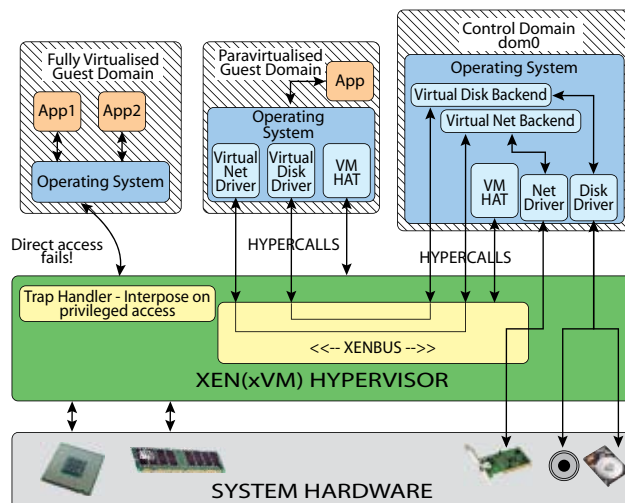 Fully Virtualised
Guest Domain
App1
App2
Operating System
Direct access
fails!
Paravirtualised
Guest Domain
App
Operating
System
Virtual
Net
Driver
Virtual
Disk
Driver
VM
HAT
HYPERCALLS
Control Domain
dom0
Operating System
Virtual Disk Backend
Virtual Net Backend
VM
HAT
Net
Driver
Disk
Driver
HYPERCALLS
Trap Handler - Interpose on
privileged access
<<-- XENBUS -->>
XEN(xVM) HYPERVISOR
SYSTEM HARDWARE